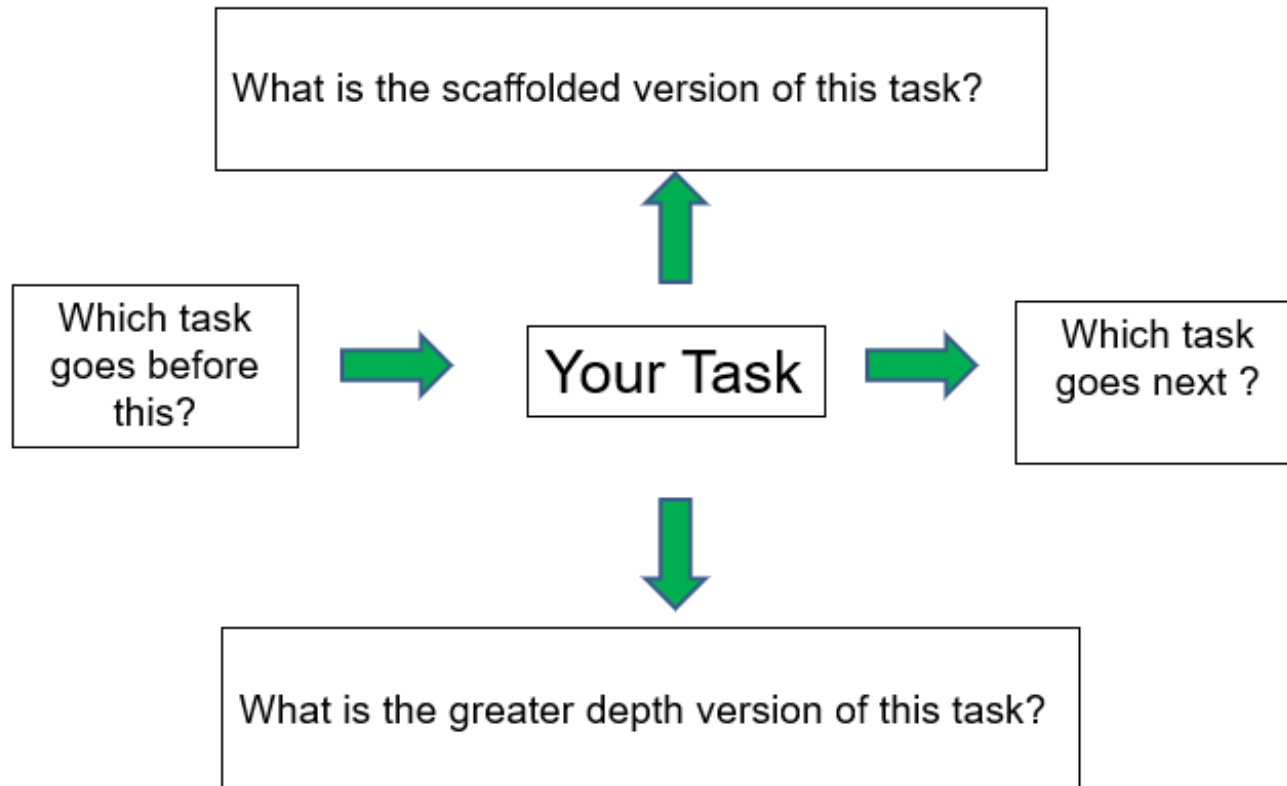 What is the scaffolded version of this task?
Which task
goes before
this?
Your Task
Which task
goes next ?
What is the greater depth version of this task?